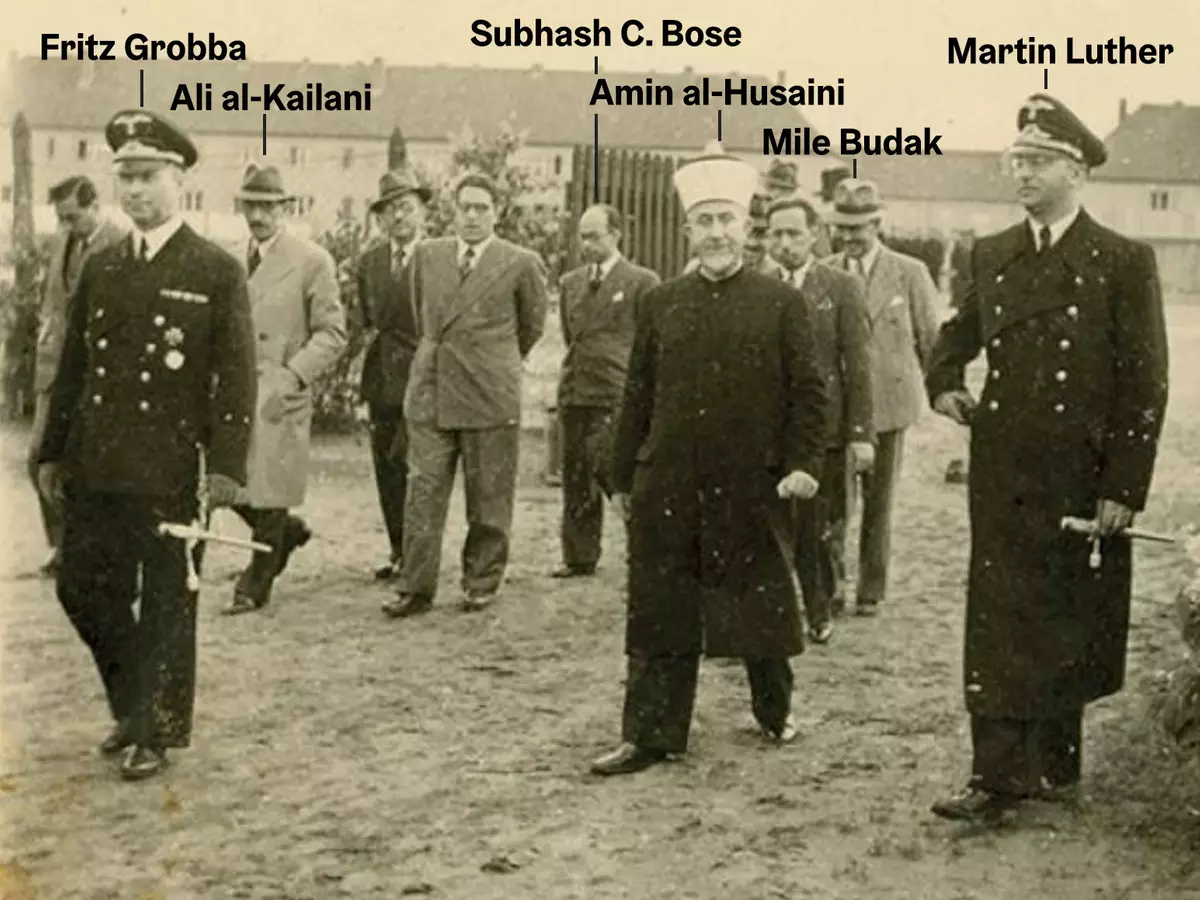 Fritz Grobba
Ali al-Kailani
Subhash C. Bose
Amin al-Husaini
Mile Budak
Martin Luther